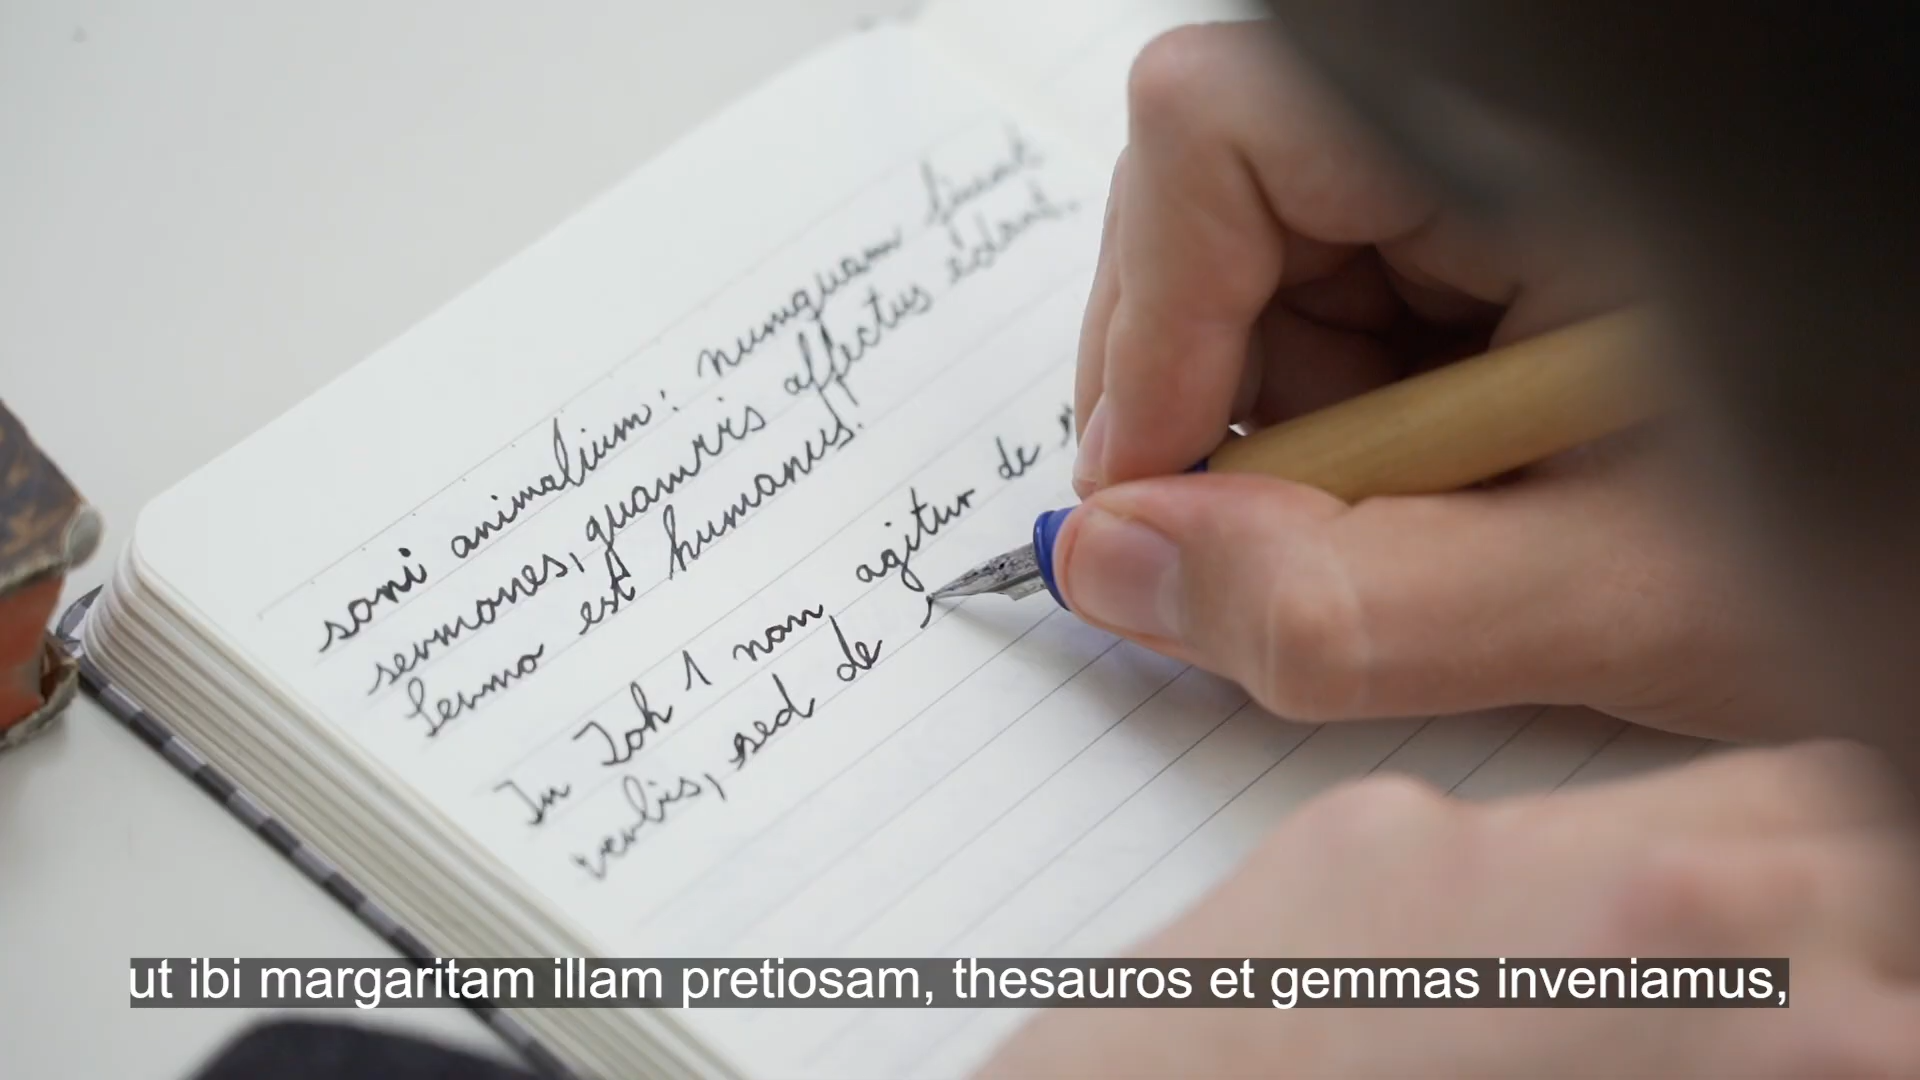 soni animalium: numquam fiunt
sermones, quamvis affectus edant.
Sermo est humanus.
In Joh 1 non agitur de
verbis, sed de
ut ibi margaritam illam pretiosam, thesauros et gemmas inveniamus,